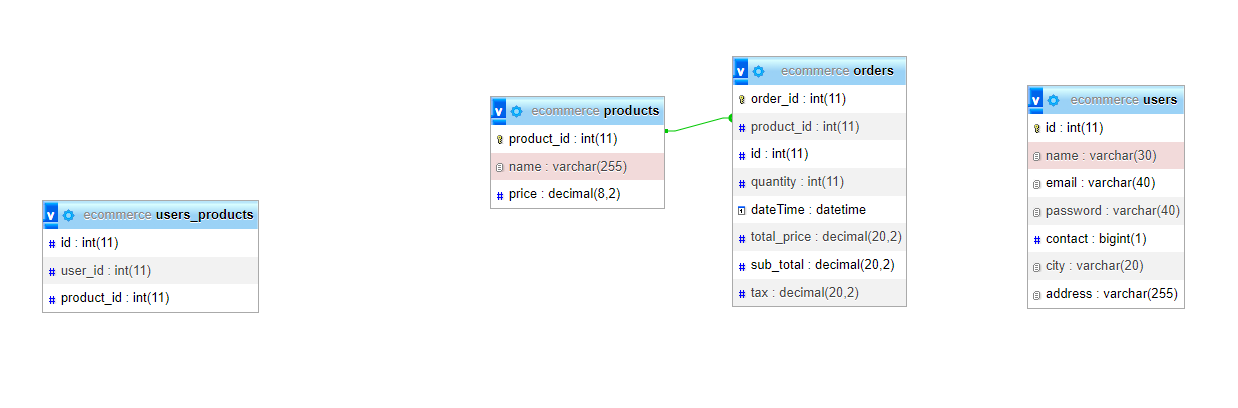 v ecommerce users_products
id : int(11)
user_id : int(11)
product_id : int(11)
v ecommerce products
product_id : int(11)
name : varchar(255)
price : decimal(8,2)
v ecommerce orders
order_id : int(11)
product_id : int(11)
id : int(11)
quantity : int(11)
dateTime : datetime
total_price : decimal(20,2)
sub_total : decimal(20,2)
tax : decimal(20,2)
v ecommerce users
id : int(11)
name : varchar(30)
email : varchar(40)
password : varchar(40)
contact : bigint(1)
city : varchar(20)
address : varchar(255)